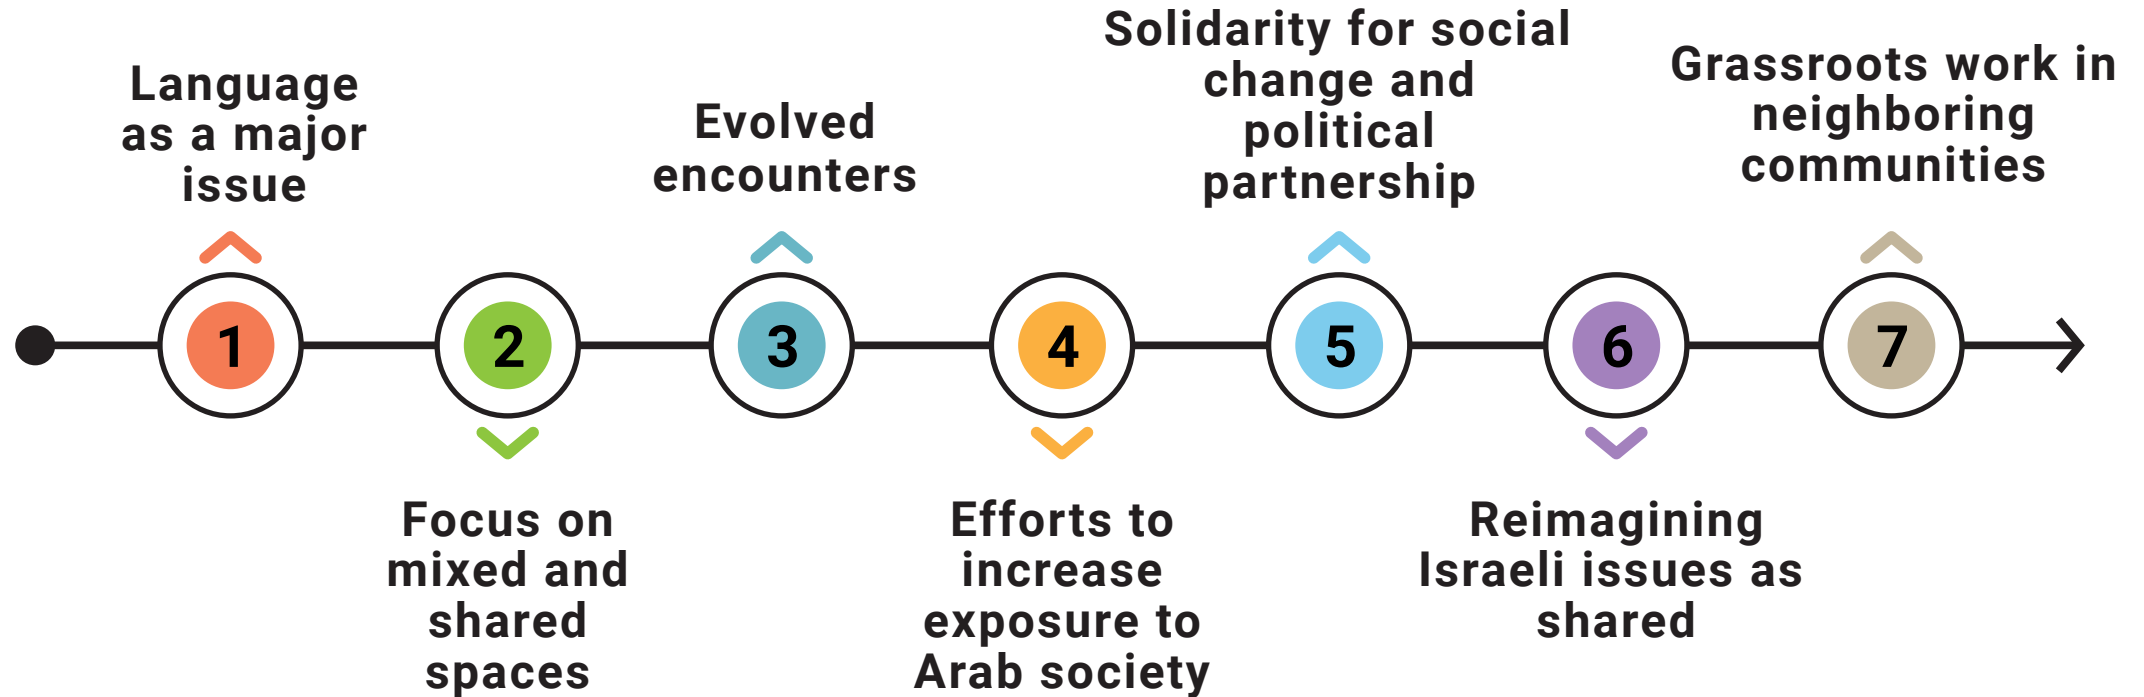 Language
as a major
issue
1
Focus on
mixed and
shared
spaces
2
Evolved
encounters
3
Efforts to
increase
exposure to
Arab society
4
Solidarity for social
change and
political
partnership
5
Reimagining
Israeli issues as
shared
6
Grassroots work in
neighboring
communities
7